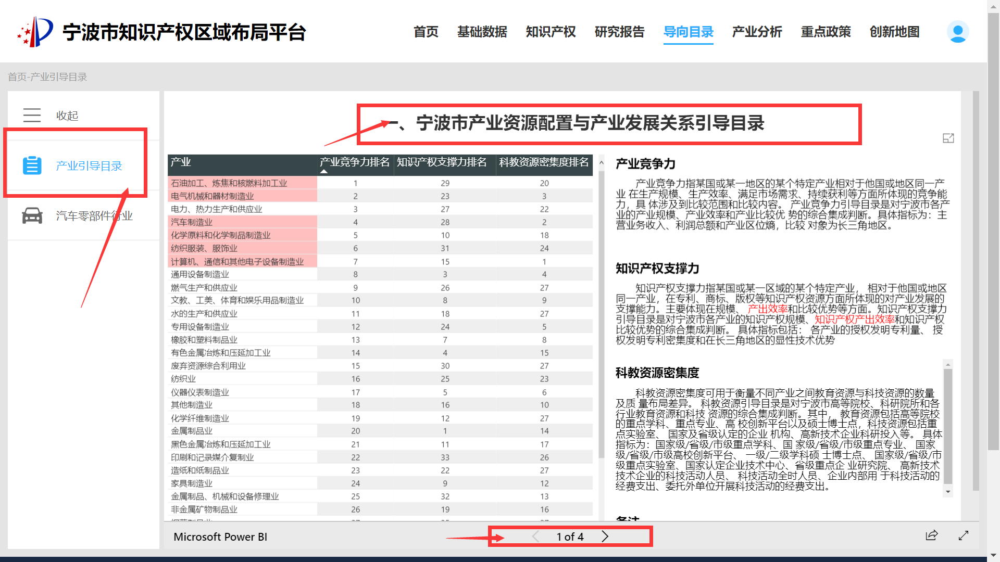 宁波市知识产权区域布局平台
首页 基础数据 知识产权 研究报告 导向目录 产业分析 重点政策 创新地图
首页-产业引导目录
收起
产业引导目录
汽车零部件行业
一、宁波市产业资源配置与产业发展关系引导目录
产业 产业竞争力排名 知识产权支撑力排名 科教资源密集度排名
石油加工、炼焦和核燃料加工业 1 29 20
电气机械和器材制造业 2 23 3
电力、热力生产和供应业 3 27 22
汽车制造业 4 28 2
化学原料和化学制品制造业 5 10 18
纺织服装、服饰业 6 31 24
计算机、通信和其他电子设备制造业 7 15 1
通用设备制造业 8 3 4
燃气生产和供应业 9 26 27
文教、工美、体育和娱乐用品制造业 10 8 9
水的生产和供应业 11 18 27
专用设备制造业 12 24 5
橡胶和塑料制品业 13 7 8
有色金属冶炼和压延加工业 14 4 15
废弃资源综合利用业 15 30 27
纺织业 16 25 23
仪器仪表制造业 17 5 6
其他制造业 18 16 10
化学纤维制造业 19 12 27
金属制品业 20 1 14
黑色金属冶炼和压延加工业 21 11 17
印刷和记录媒介复制业 22 33 26
造纸和纸制品业 23 22 27
家具制造业 24 9 12
金属制品、机械和设备修理业 25 32 13
非金属矿物制品业 26 19 16
产业竞争力
产业竞争力指某国或某一地区的某个特定产业相对于他国或地区同一产
业 在生产规模、生产效率、满足市场需求、持续获利等方面所体现的竞争能
力，具 体涉及到比较范围和比较内容。 产业竞争力引导目录是对宁波市各产
业的产业规模、产业效率和产业比较优 势的综合集成判断。具体指标为：主
营业务收入、利润总额和产业区位熵，比较 对象为长三角地区。
知识产权支撑力
知识产权支撑力指某国或某一区域的某个特定产业， 相对于他国或地区
同一产业，在专利、商标、版权等知识产权资源方面所体现的对产业发展的
支撑能力。主要体现在规模、 产出效率和比较优势等方面。知识产权支撑力
引导目录是对宁波市各产业的知识产权规模、知识产权产出效率和知识产权
比较优势的综合集成判断。 具体指标包括： 各产业的授权发明专利量、 授
权发明专利密集度和在长三角地区的显性技术优势
科教资源密集度
科教资源密集度可用于衡量不同产业之间教育资源与科技资源的数量
及质 量布局差异。 科教资源引导目录是对宁波市高等院校、科研院所和各
行业教育资源和科技 资源的综合集成判断。其中， 教育资源包括高等院校
的重点学科、重点专业、高 校创新平台以及硕士博士点，科技资源包括重
点实验室、 国家及省级认定的企业 机构、高新技术企业科研投入等。 具体
指标为：国家级/省级/市级重点学科、国 家级/省级/市级重点专业、 国家
级/省级/市级高校创新平台、 一级/二级学科硕 士博士点、 国家级/省级/市
级重点实验室、国家认定企业技术中心、省级重点企 业研究院、 高新技术
技术企业的科技活动人员、 科技活动全时人员、企业内部用 于科技活动的
经费支出、委托外单位开展科技活动的经费支出。
备注
Microsoft Power BI
1 of 4